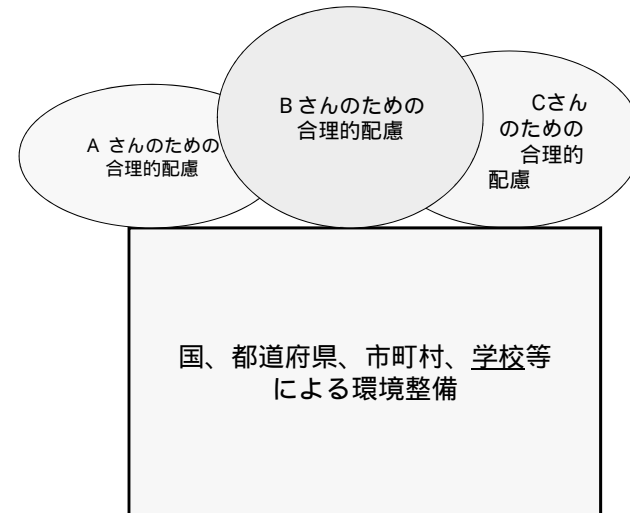 A さんのための
合理的配慮
Bさんのための
合理的配慮
Cさん
のための
合理的
配慮
国、都道府県、市町村、学校等
による環境整備